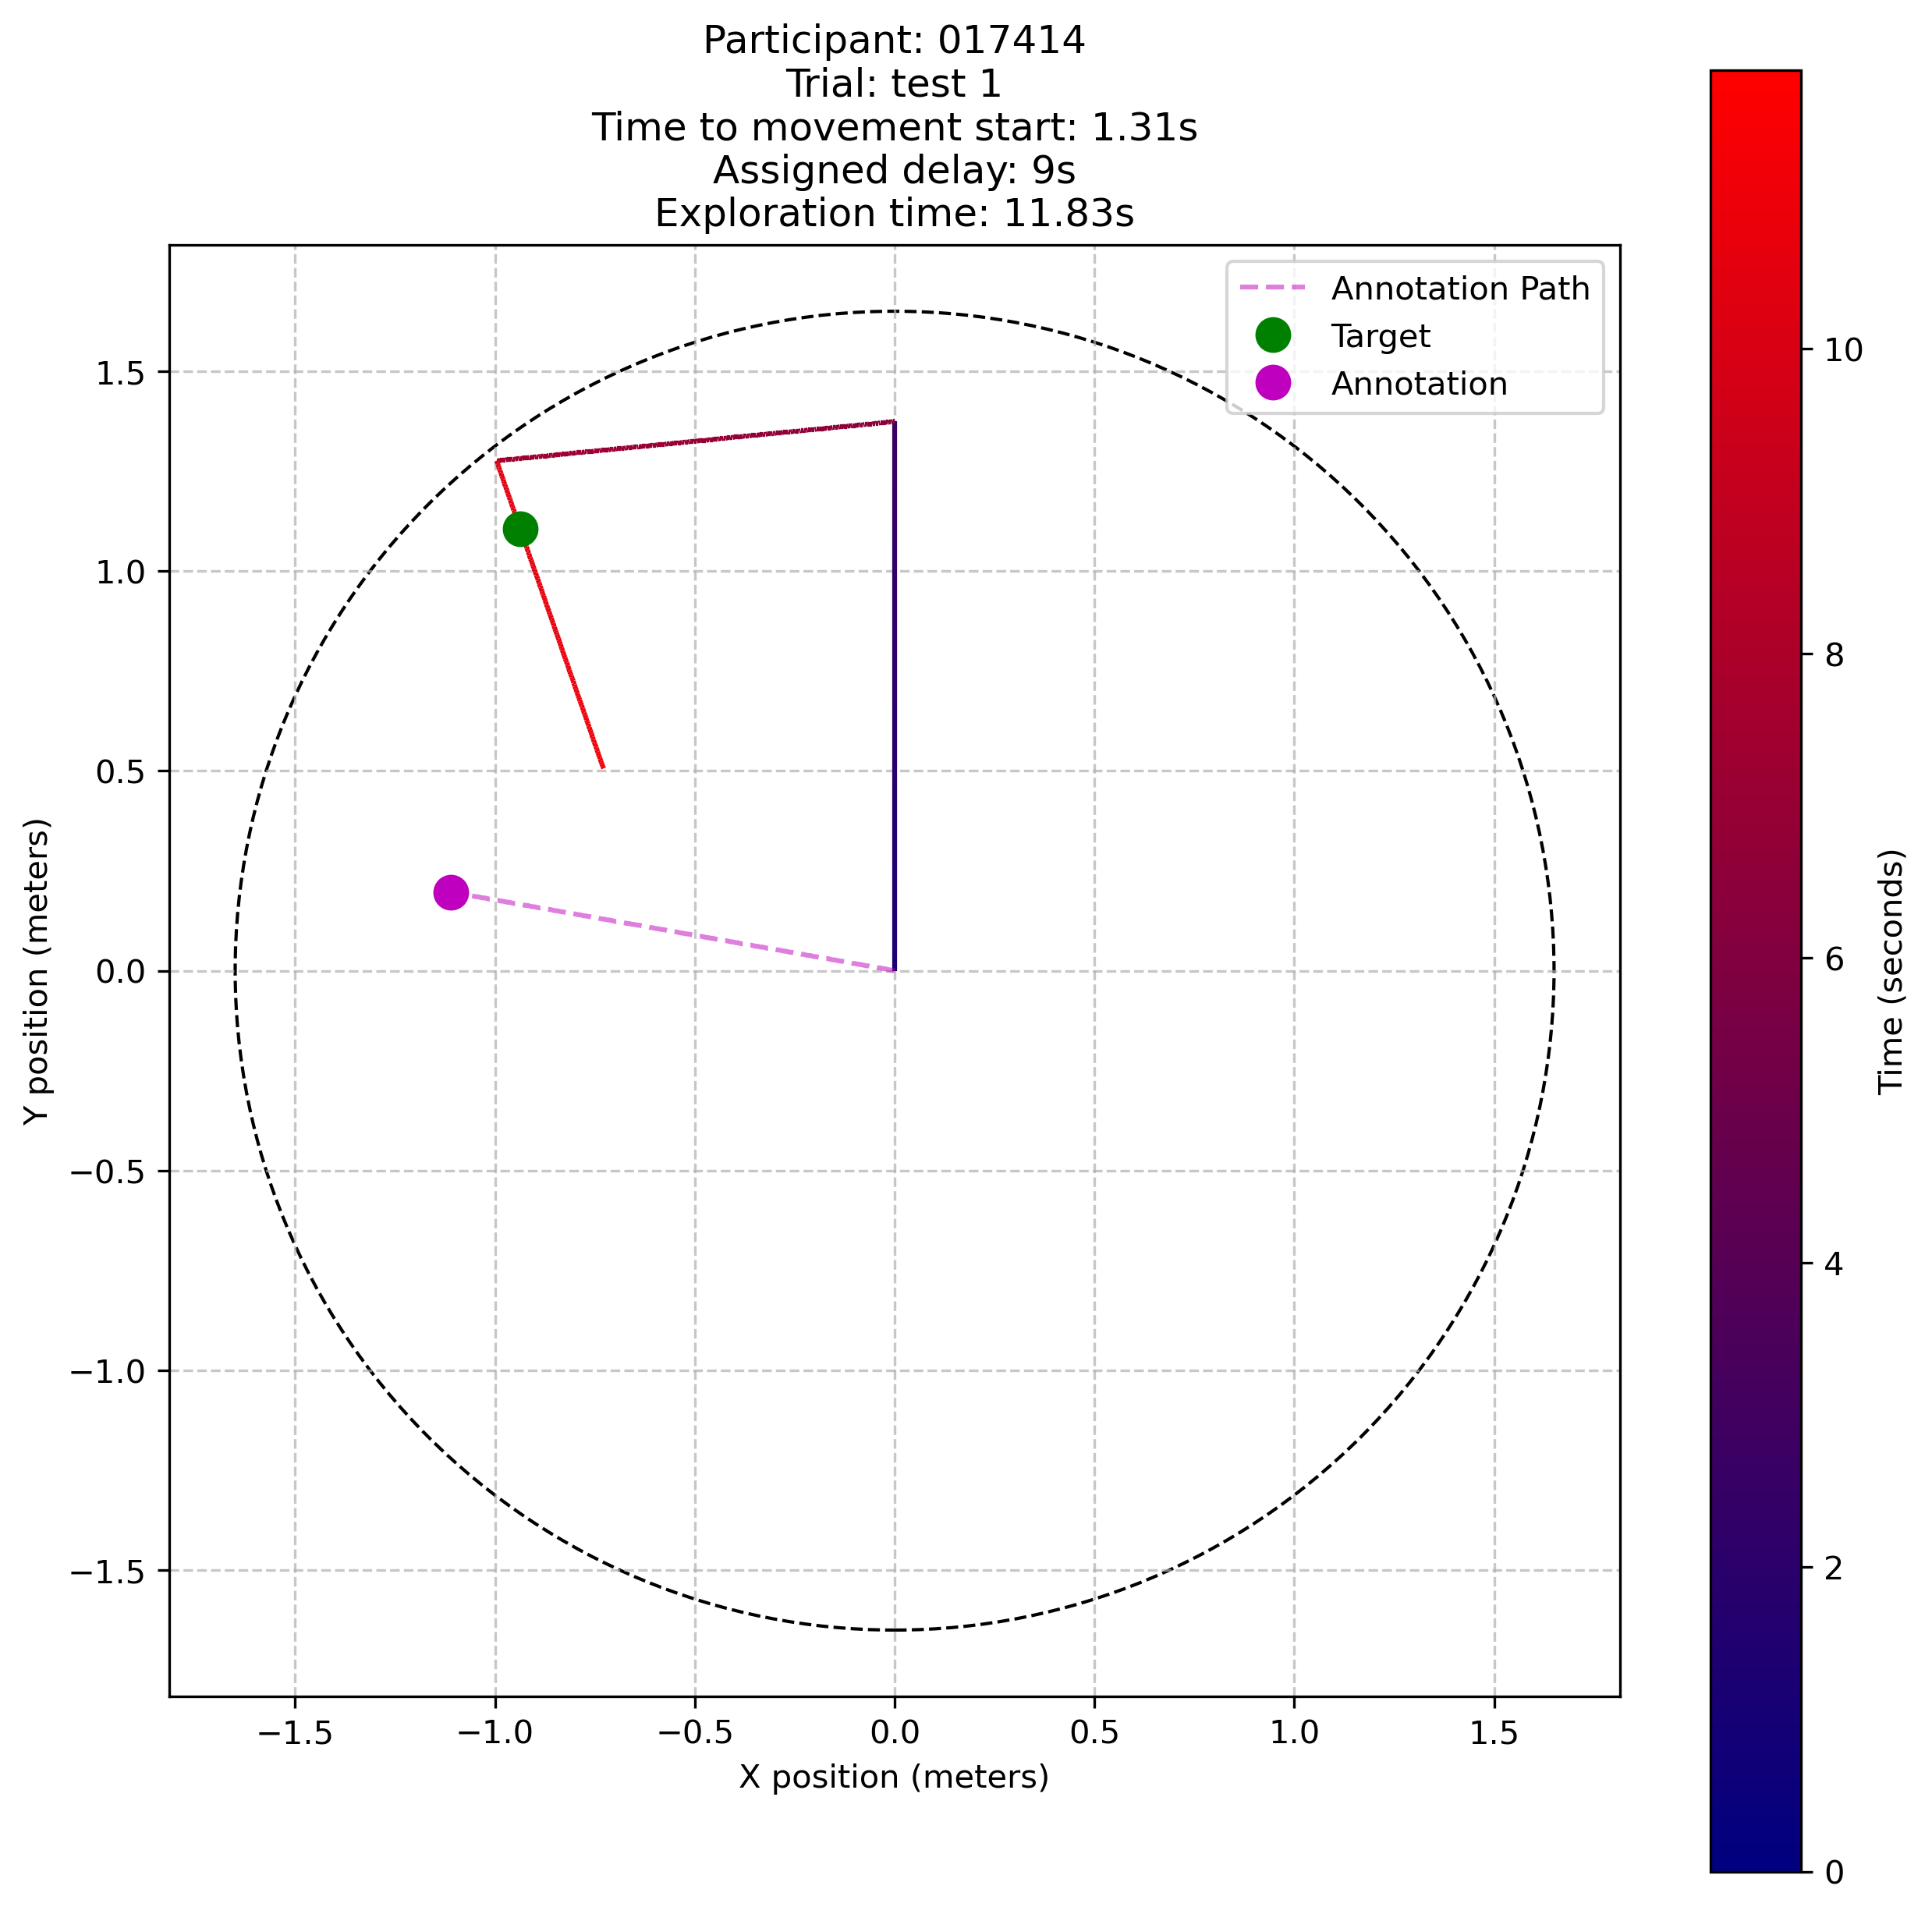 Participant: 017414
Trial: test 1
Time to movement start: 1.31s
Assigned delay: 9s
Exploration time: 11.83s
Annotation Path
Target
Annotation
1.5
1.0
0.5
0.0
−0.5
−1.0
−1.5
Y position (meters)
−1.5
−1.0
−0.5
0.0
0.5
1.0
1.5
X position (meters)
10
8
6
4
2
0
Time (seconds)